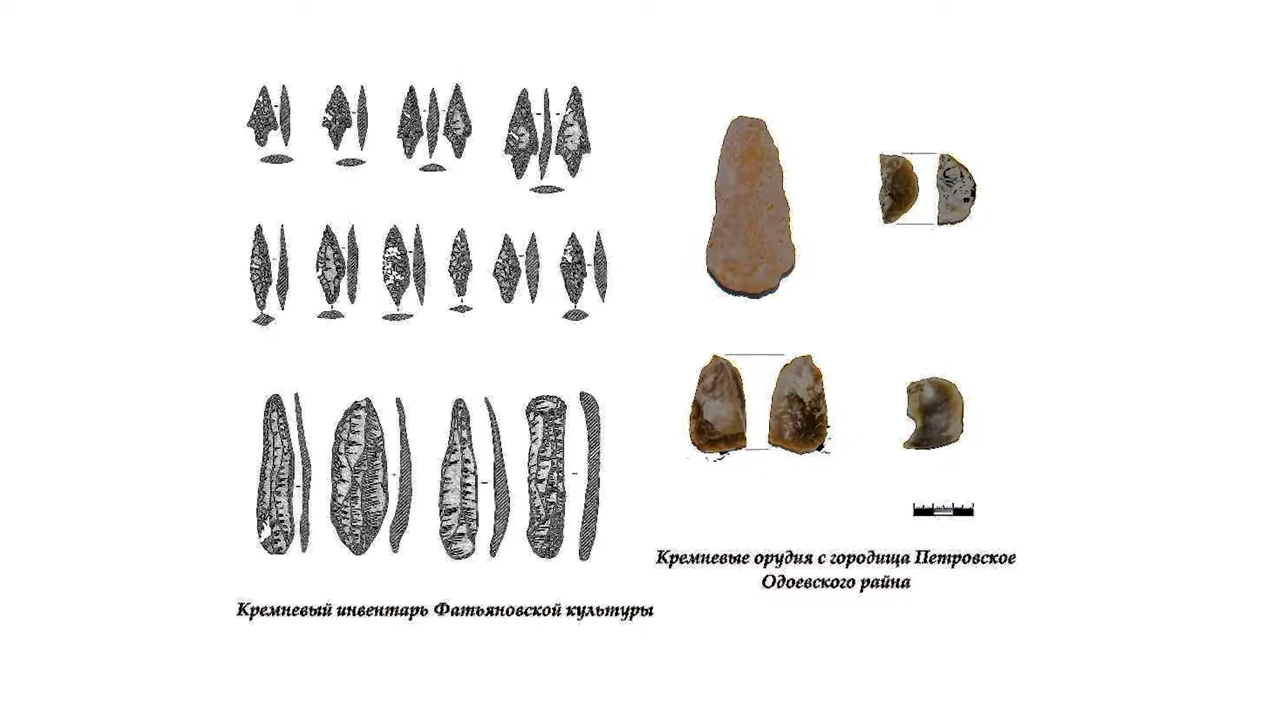 Кремневые орудия с городища Петровское
Одоевского райна
Кремневый инвентарь Фатьяновской культуры